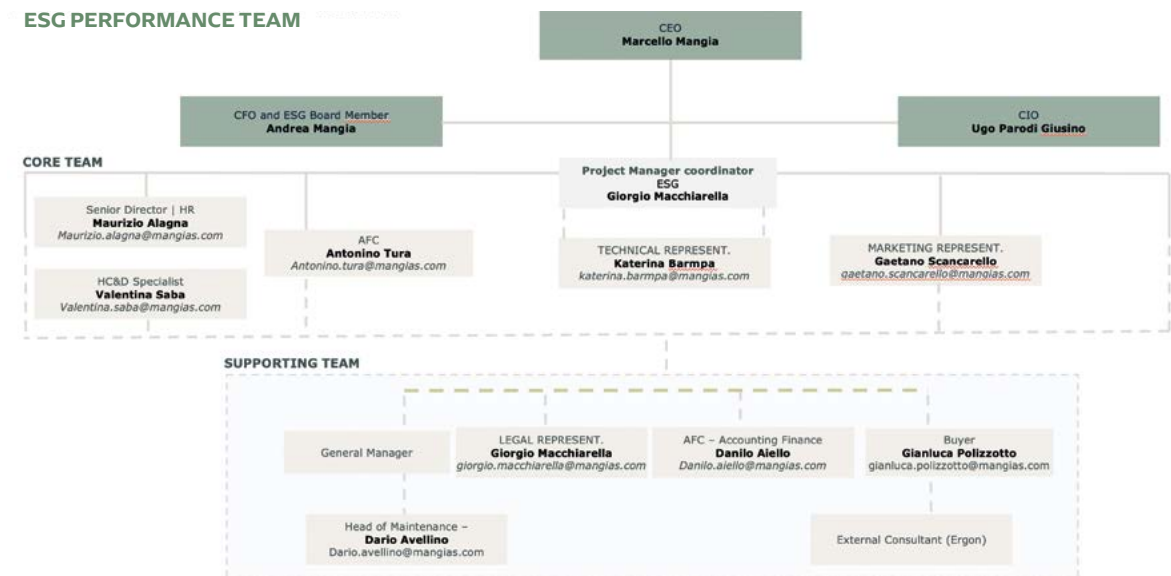 ESG PERFORMANCE TEAM
CEO
Marcello Mangia
CFO and ESG Board Member
Andrea Mangia
CIO
Ugo Parodi Giusino
CORE TEAM
Project Manager coordinator
ESG
Giorgio Macchiarella
Senior Director | HR
Maurizio Alagna
Maurizio.alagna@mangias.com
AFC
Antonino Tura
Antonino.tura@mangias.com
TECHNICAL REPRESENT.
Katerina Barmpa
katerina.barmpa@mangias.com
MARKETING REPRESENT.
Gaetano Scancarello
gaetano.scancarello@mangias.com
HC&D Specialist
Valentina Saba
Valentina.saba@mangias.com
SUPPORTING TEAM
General Manager
LEGAL REPRESENT.
Giorgio Macchiarella
giorgio.macchiarella@mangias.com
AFC – Accounting Finance
Danilo Aiello
Danilo.aiello@mangias.com
Buyer
Gianluca Polizzotto
gianluca.polizzotto@mangias.com
Head of Maintenance –
Dario Avellino
Dario.avellino@mangias.com
External Consultant (Ergon)